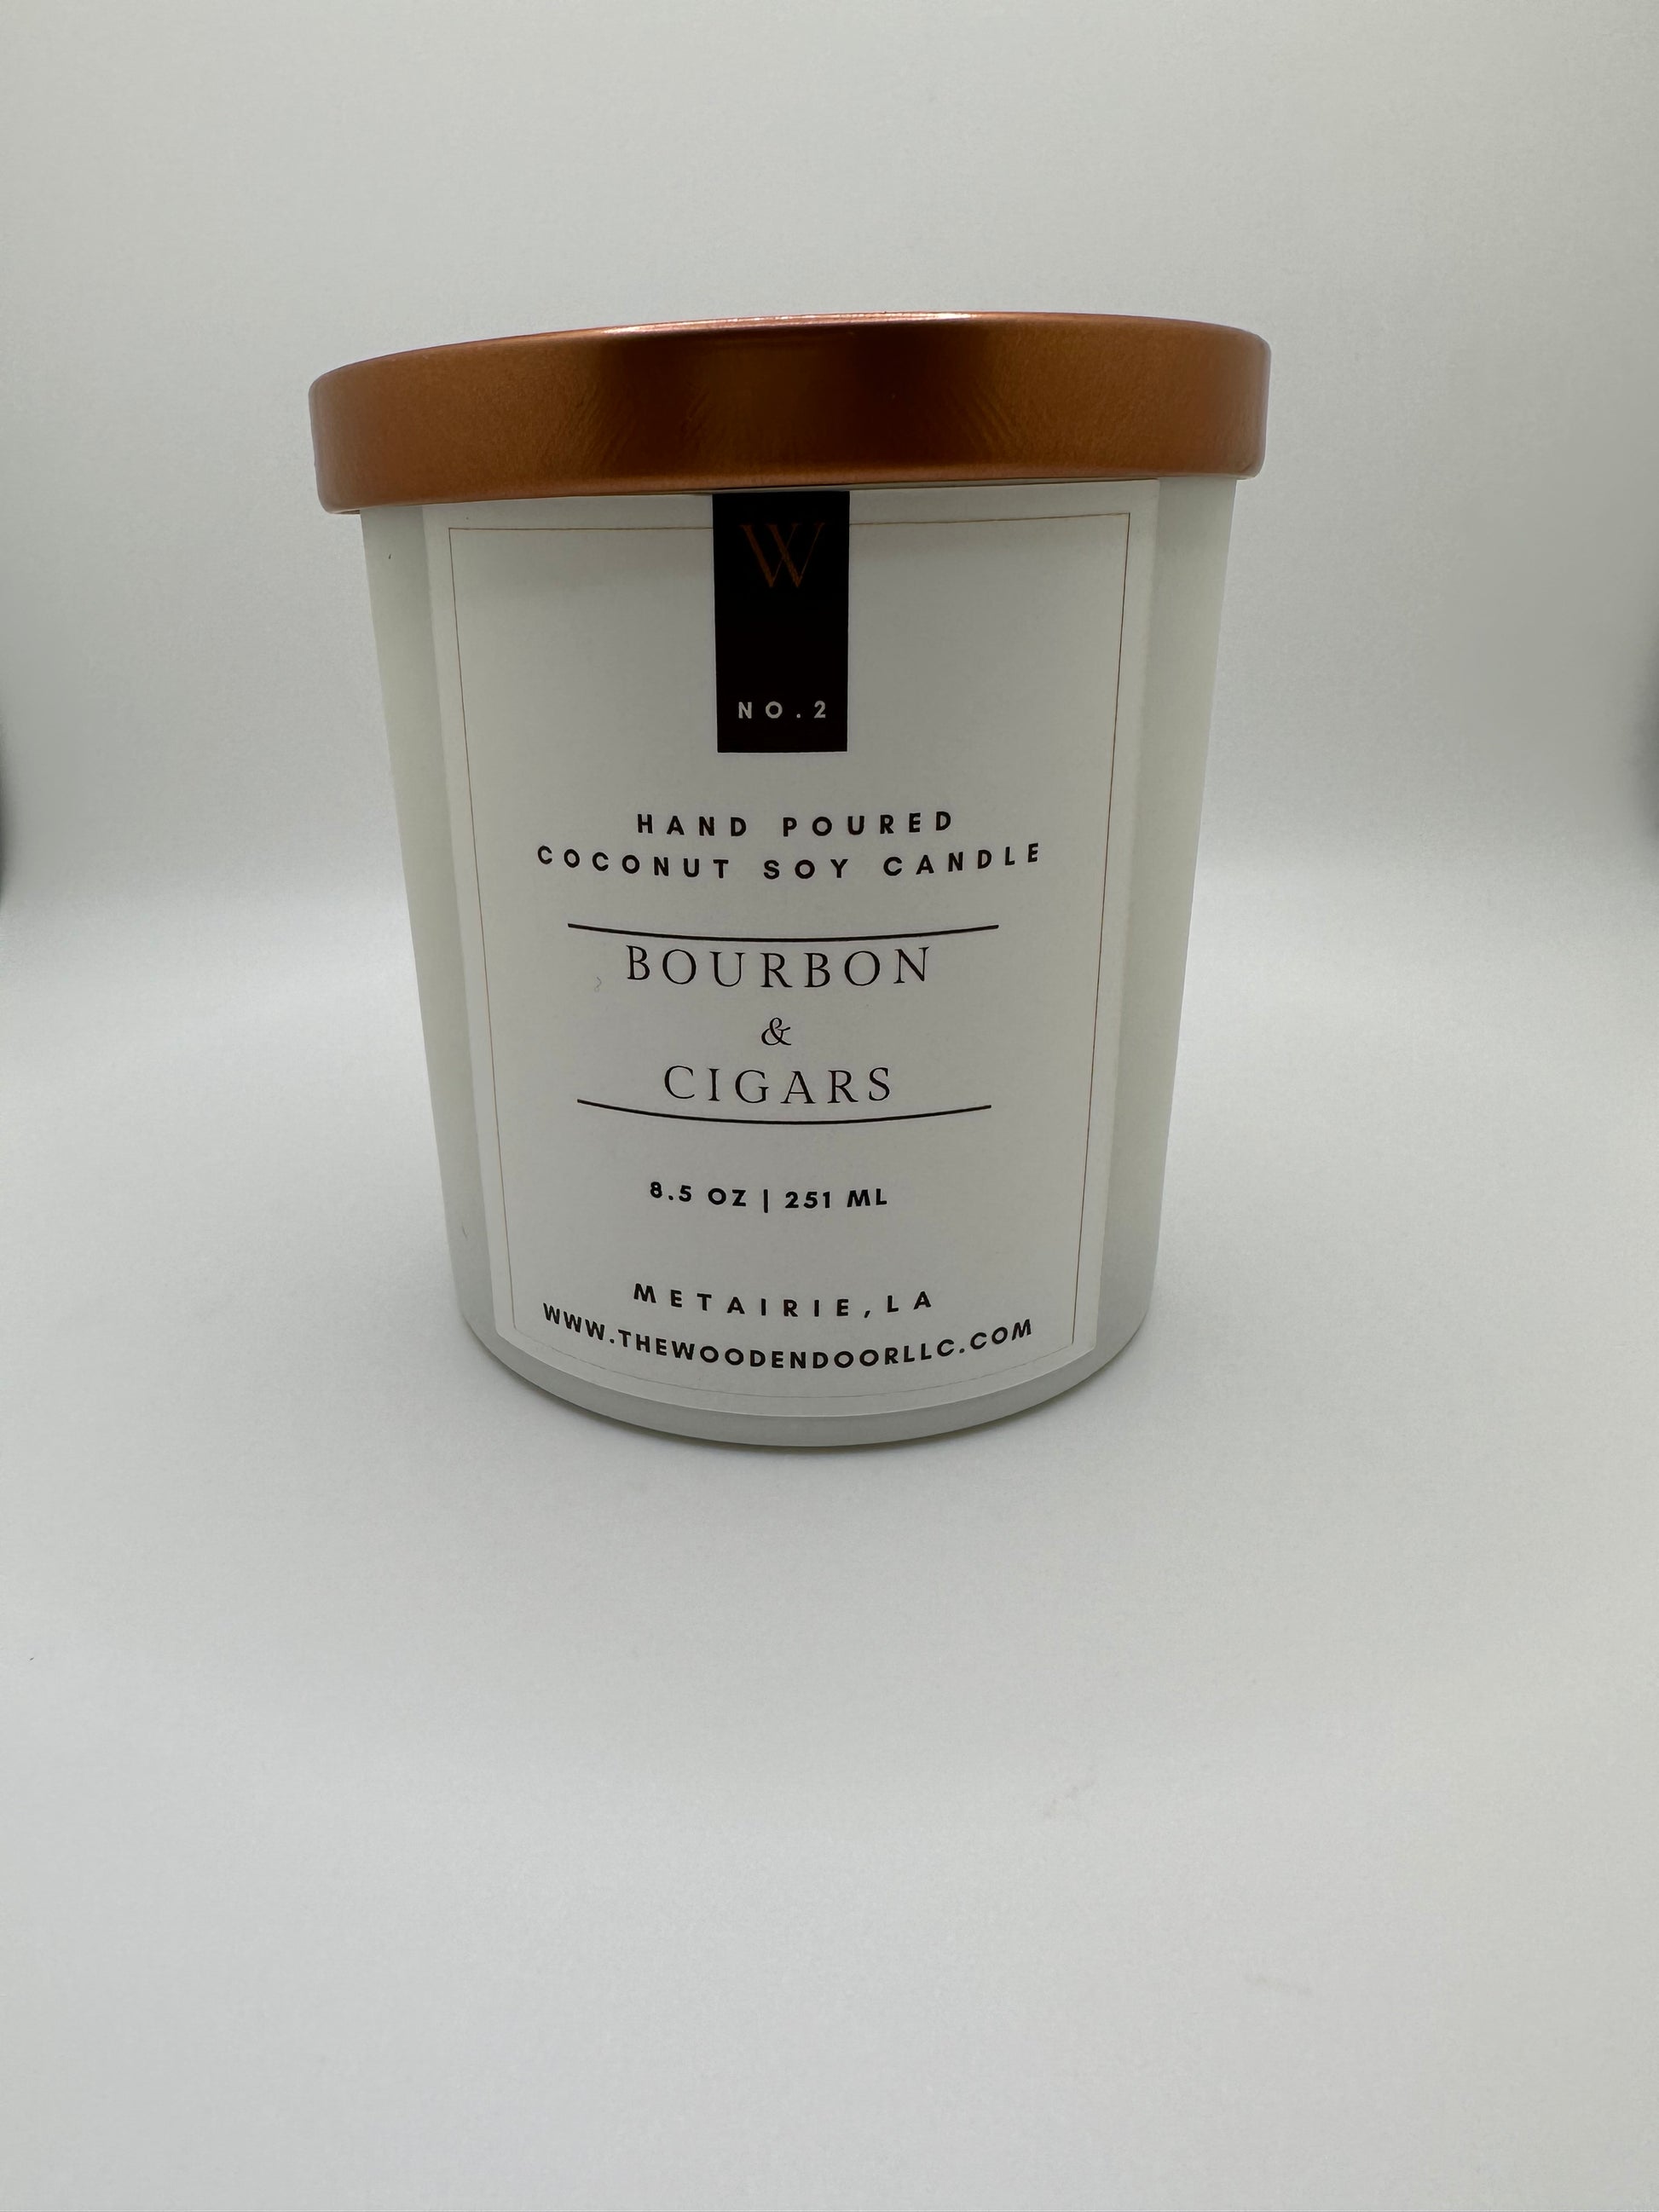 W
NO.2
HAND POURED
COCONUT SOY CANDLE
BOURBON
&
CIGARS
8.5 OZ | 251 ML
METAIRIE, LA
WWW.THEWOODENDOORLLC.COM